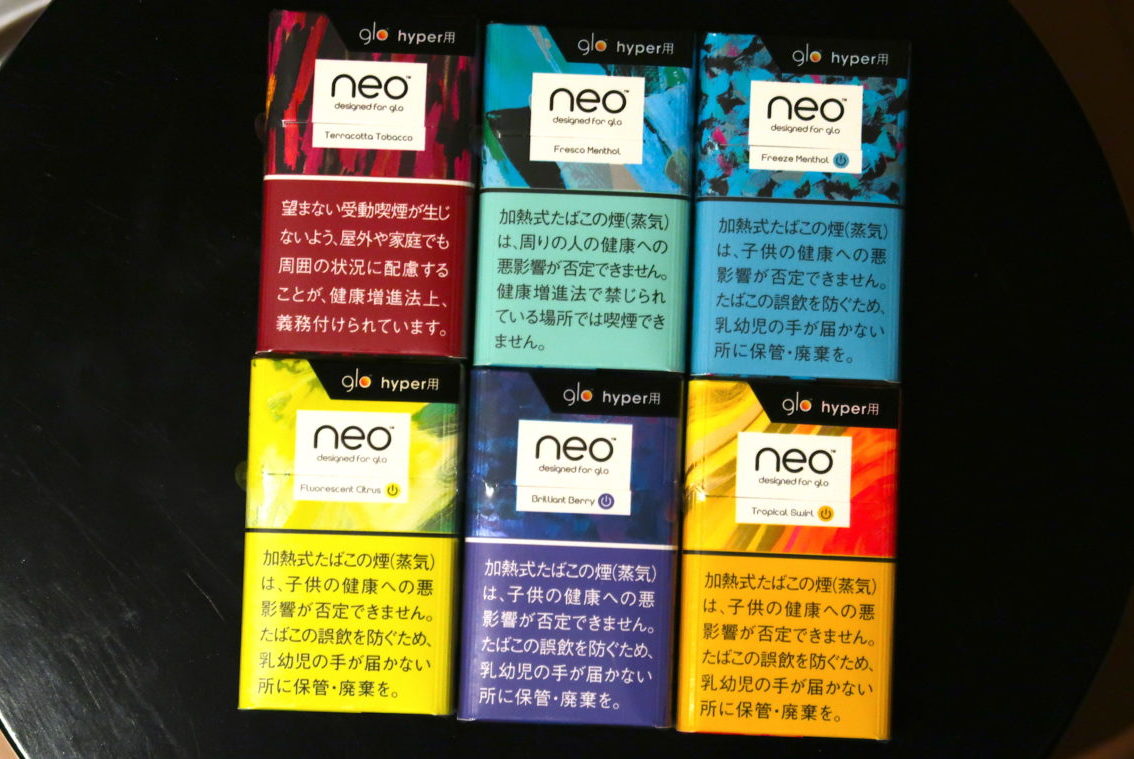 glo hyper用
neo™
designed for glo
Terracotta Tobacco
望まない受動喫煙が生じ
ないよう、屋外や家庭でも
周囲の状況に配慮する
ことが、健康増進法上、
義務付けられています。
glo hyper用
neo™
designed for glo
Fresco Menthol
加熱式たばこの煙(蒸気)
は、周りの人の健康への
悪影響が否定できません。
健康増進法で禁じられ
ている場所では喫煙でき
ません。
glo hyper用
neo™
designed for glo
Freeze Menthol
加熱式たばこの煙(蒸気)
は、子供の健康への悪
影響が否定できません。
たばこの誤飲を防ぐため、
乳幼児の手が届かない
所に保管・廃棄を。
glo hyper用
neo™
designed for glo
Fluorescent Citrus
加熱式たばこの煙(蒸気)
は、子供の健康への悪
影響が否定できません。
たばこの誤飲を防ぐため、
乳幼児の手が届かない
所に保管・廃棄を。
glo hyper用
neo™
designed for glo
Brilliant Berry
加熱式たばこの煙(蒸気)
は、子供の健康への悪
影響が否定できません。
たばこの誤飲を防ぐため、
乳幼児の手が届かない
所に保管・廃棄を。
glo hyper用
neo™
designed for glo
Tropical Swirl
加熱式たばこの煙(蒸気)
は、子供の健康への悪
影響が否定できません。
たばこの誤飲を防ぐため、
乳幼児の手が届かない
所に保管・廃棄を。